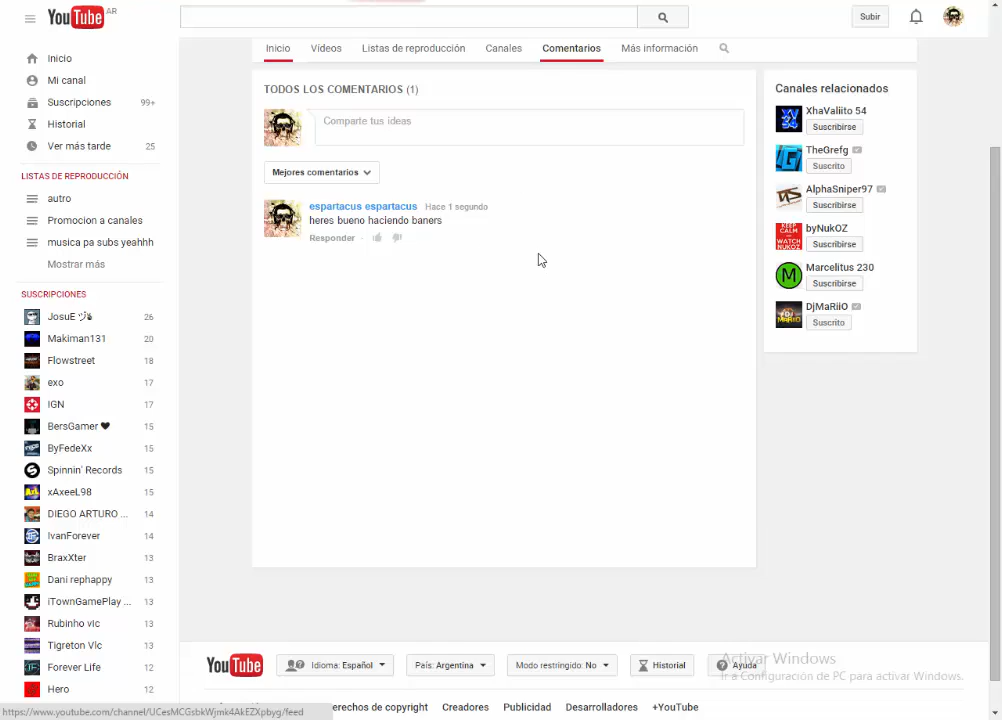 YouTube AR
Subir
Inicio Vídeos Listas de reproducción Canales Comentarios Más información
Inicio
Mi canal
Suscripciones 99+
Historial
Ver más tarde 25
LISTAS DE REPRODUCCIÓN
autro
Promocion a canales
musica pa subs yeahhh
Mostrar más
SUSCRIPCIONES
JosuE ツ 26
Makiman131 20
Flowstreet 18
exo 17
IGN 17
BersGamer ❤ 15
ByFedeXx 15
Spinnin' Records 15
xAxeeL98 15
DIEGO ARTURO ... 14
IvanForever 14
BraxXter 13
Dani rephappy 13
iTownGamePlay ... 13
Rubinho vlc 13
Tigreton Vlc 13
Forever Life 12
Hero 12
TODOS LOS COMENTARIOS (1)
Comparte tus ideas
Mejores comentarios
espartacus espartacus Hace 1 segundo
heres bueno haciendo baners
Responder
Canales relacionados
XhaValiito 54
Suscribirse
TheGrefg
Suscrito
AlphaSniper97
Suscribirse
KEEP CALM AND WATCH NUKOZ
byNukOZ
Suscribirse
M
Marcelitus 230
Suscribirse
DjMaRiiO
Suscrito
YouTube Idioma: Español País: Argentina Modo restringido: No Historial Ayuda
Activar Windows
Ir a Configuración de PC para activar Windows.
https://www.youtube.com/channel/UCesMCGsbkWjmk4AkEZXpbyg/feed
erechos de copyright Creadores Publicidad Desarrolladores +YouTube